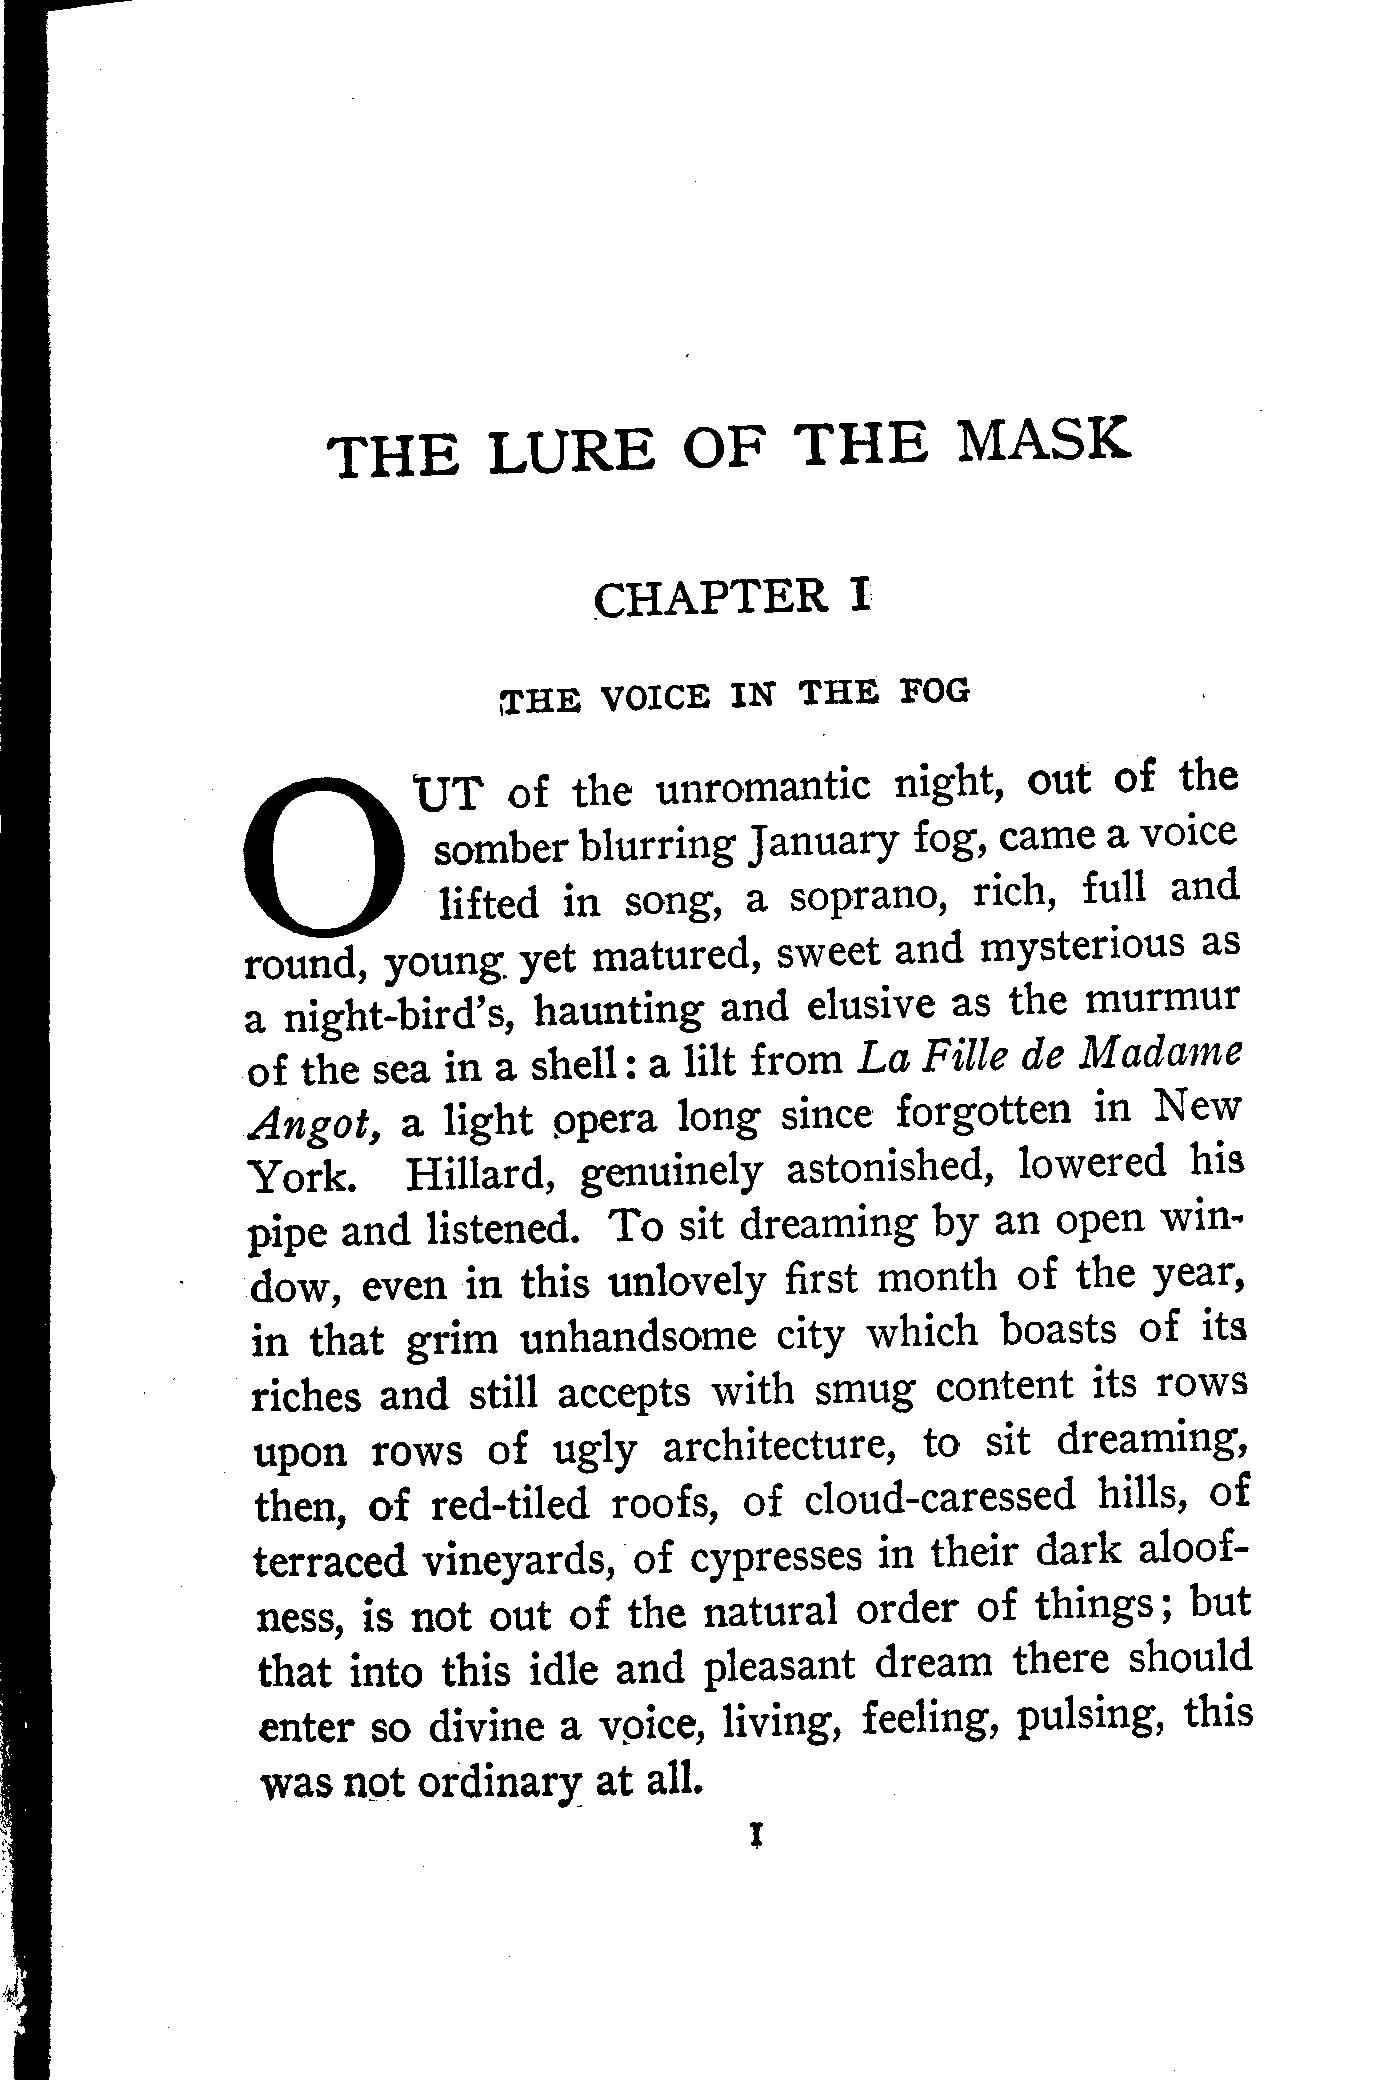 THE LURE OF THE MASK
CHAPTER I
THE VOICE IN THE FOG
OUT of the unromantic night, out of the
somber blurring January fog, came a voice
lifted in song, a soprano, rich, full and
round, young yet matured, sweet and mysterious as
a night-bird's, haunting and elusive as the murmur
of the sea in a shell: a lilt from La Fille de Madame
Angot, a light opera long since forgotten in New
York. Hillard, genuinely astonished, lowered his
pipe and listened. To sit dreaming by an open win-
dow, even in this unlovely first month of the year,
in that grim unhandsome city which boasts of its
riches and still accepts with smug content its rows
upon rows of ugly architecture, to sit dreaming,
then, of red-tiled roofs, of cloud-caressed hills, of
terraced vineyards, of cypresses in their dark aloof-
ness, is not out of the natural order of things; but
that into this idle and pleasant dream there should
enter so divine a voice, living, feeling, pulsing, this
was not ordinary at all.
I